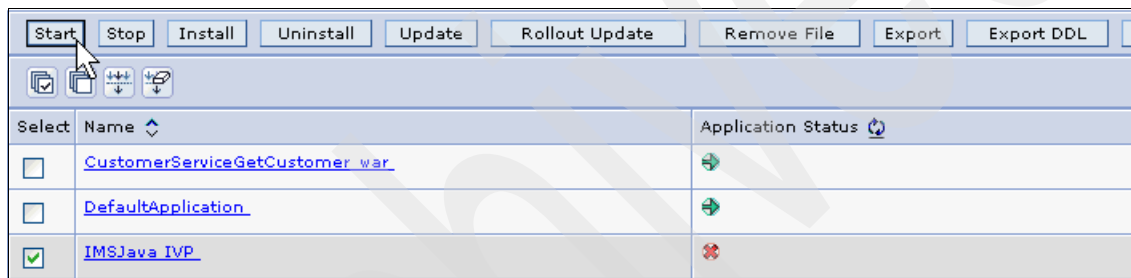 Start Stop Install Uninstall Update Rollout Update Remove File Export Export DDL
Select Name Application Status
CustomerServiceGetCustomer_war
DefaultApplication
IMSJava IVP